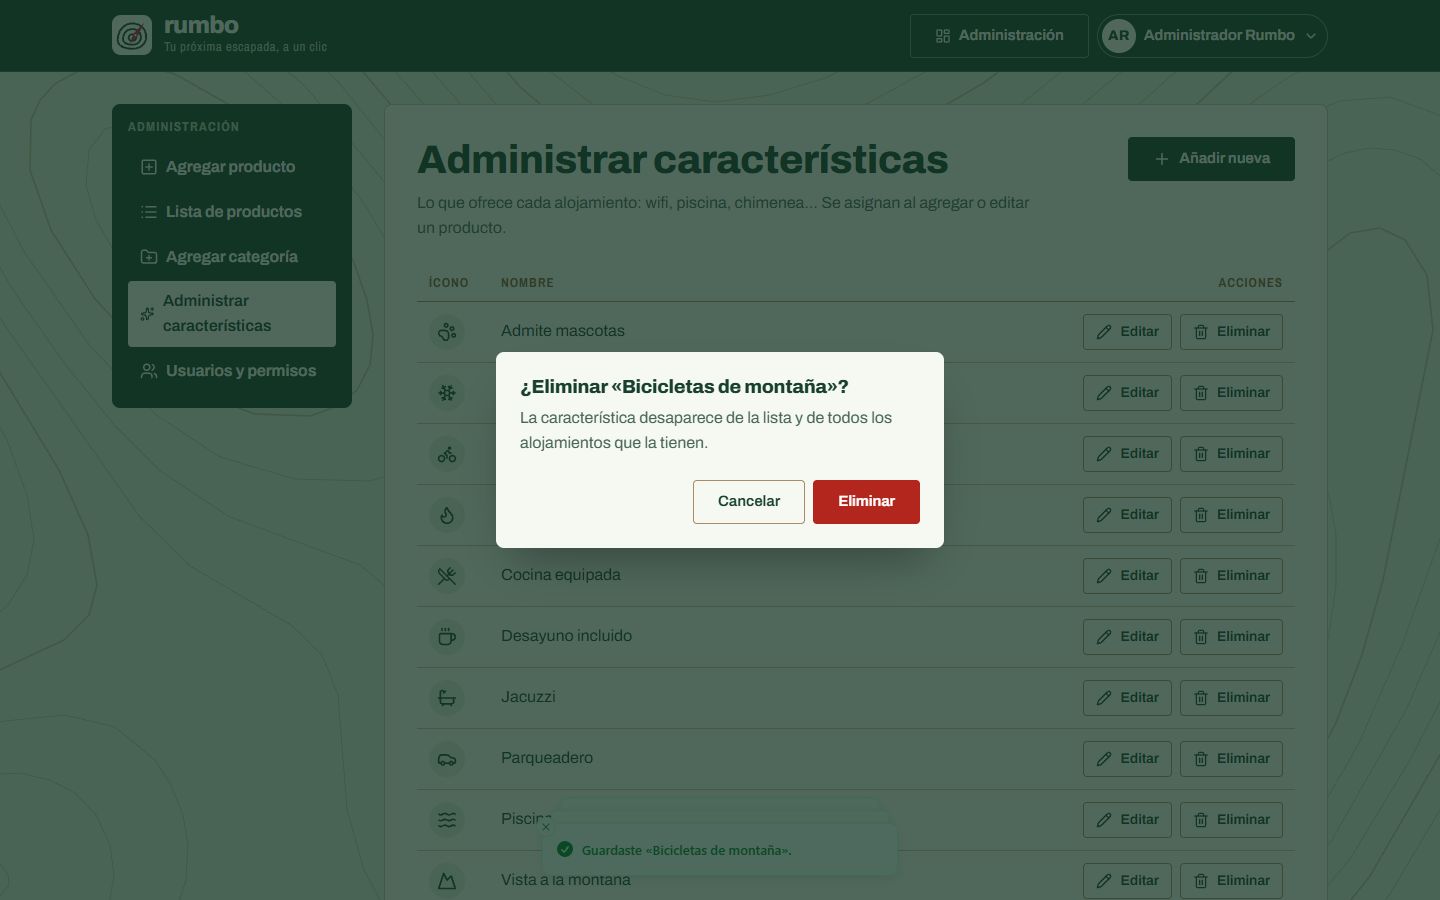 rumbo
Tu próxima escapada, a un clic
Administración
AR
Administrador Rumbo
ADMINISTRACIÓN
Agregar producto
Lista de productos
Agregar categoría
Administrar
características
Usuarios y permisos
Administrar características
Añadir nueva
Lo que ofrece cada alojamiento: wifi, piscina, chimenea... Se asignan al agregar o editar
un producto.
ÍCONO NOMBRE ACCIONES
Admite mascotas Editar Eliminar
Editar Eliminar
¿Eliminar «Bicicletas de montaña»?
La característica desaparece de la lista y de todos los
alojamientos que la tienen.
Cancelar Eliminar
Editar Eliminar
Editar Eliminar
Cocina equipada Editar Eliminar
Desayuno incluido Editar Eliminar
Jacuzzi Editar Eliminar
Parqueadero Editar Eliminar
Editar Eliminar
Guardaste «Bicicletas de montaña».
Vista a la montaña Editar Eliminar